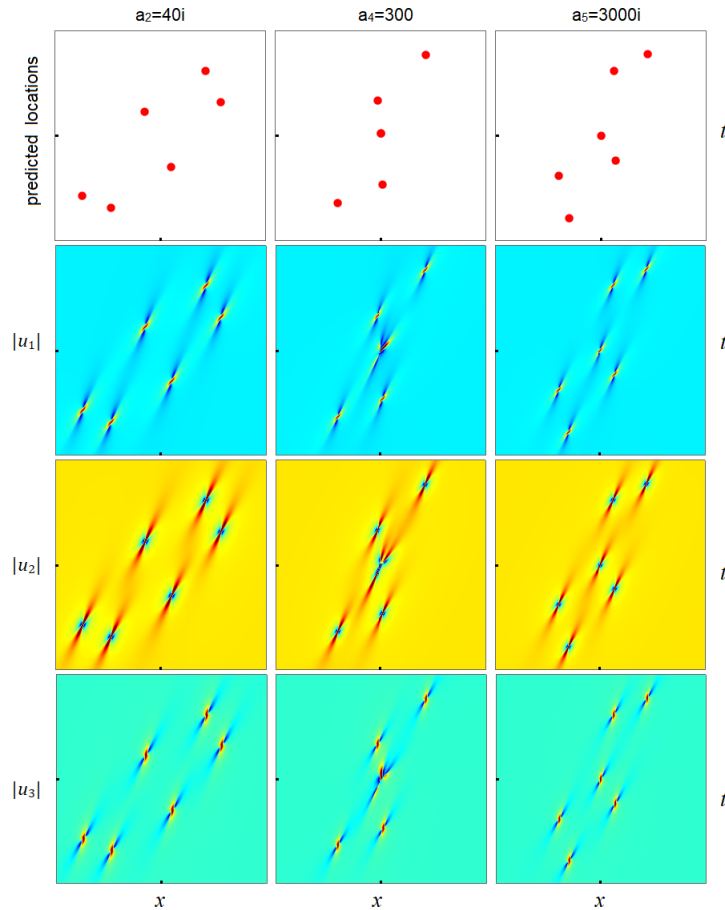 a₂=40i a₄=300 a₅=3000i
predicted locations t
|u₁| t
|u₂| t
|u₃| t
x x x